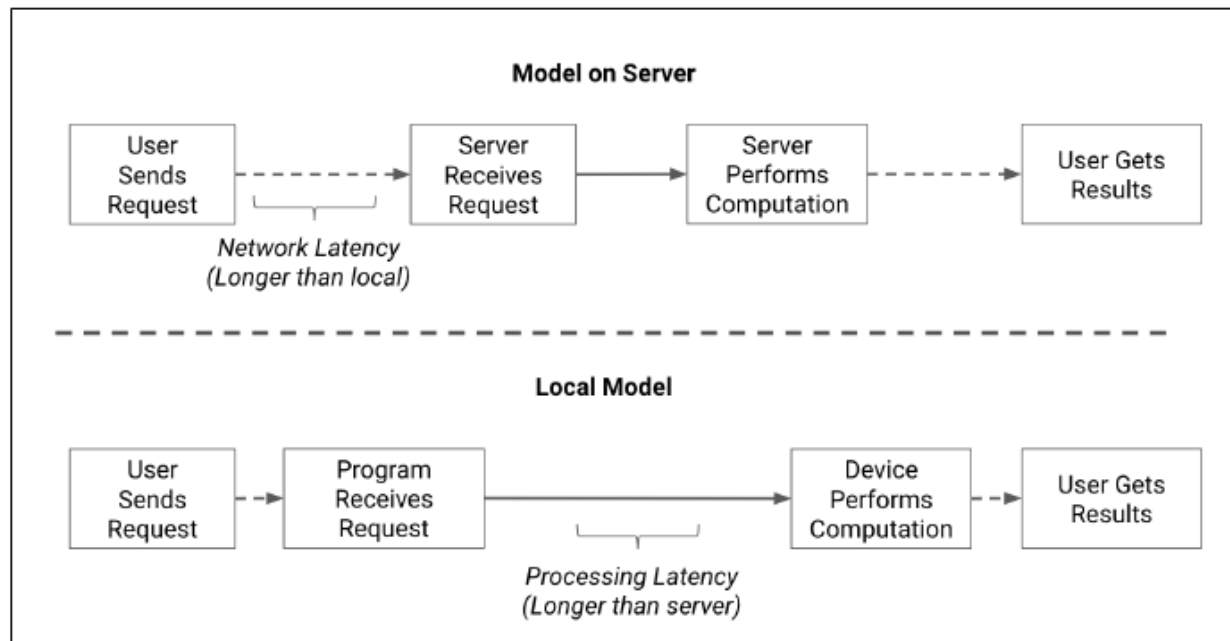 Model on Server
User
Sends
Request
Server
Receives
Request
Server
Performs
Computation
User Gets
Results
Network Latency
(Longer than local)
Local Model
User
Sends
Request
Program
Receives
Request
Device
Performs
Computation
User Gets
Results
Processing Latency
(Longer than server)